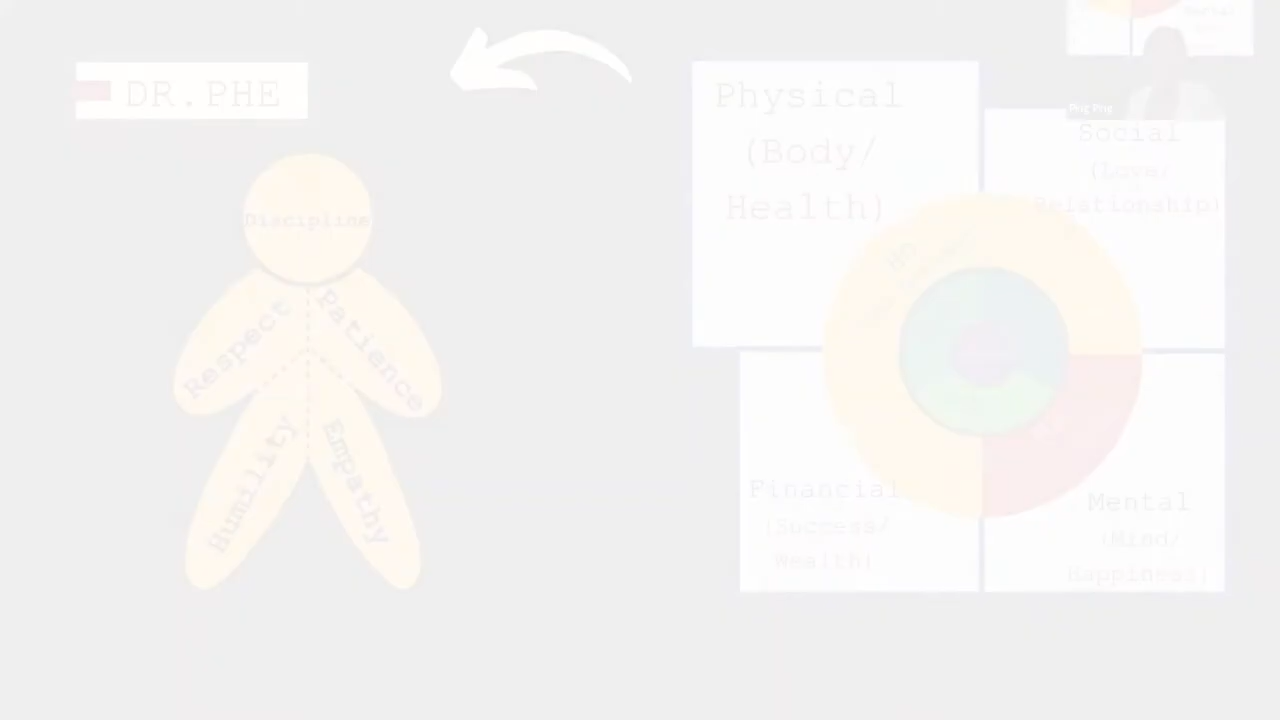 DR.PHE
Discipline
Respect
Patience
Humility
Empathy
Physical
(Body/
Health)
Social
(Love/
Relationship)
Financial
(Success/
Wealth)
Mental
(Mind/
Happiness)
Mental